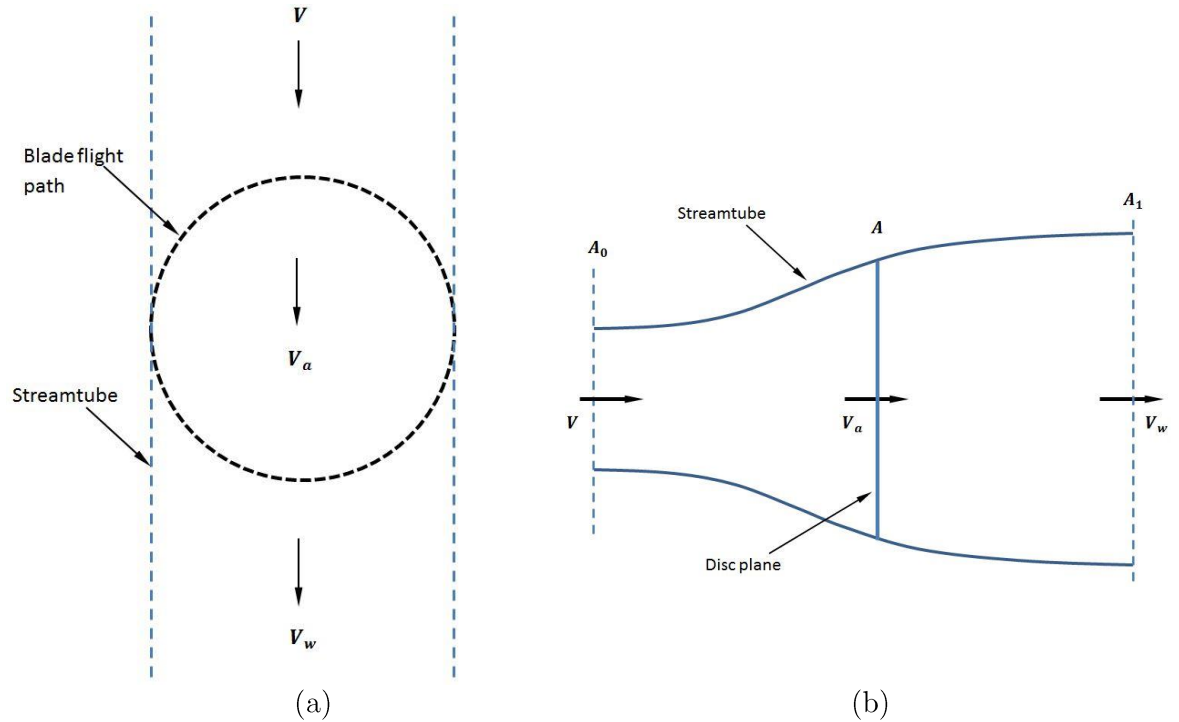 V
Blade flight
path
V_a
Streamtube
V_w
(a)
A_1
Streamtube
A
A_0
V
V_a
V_w
Disc plane
(b)